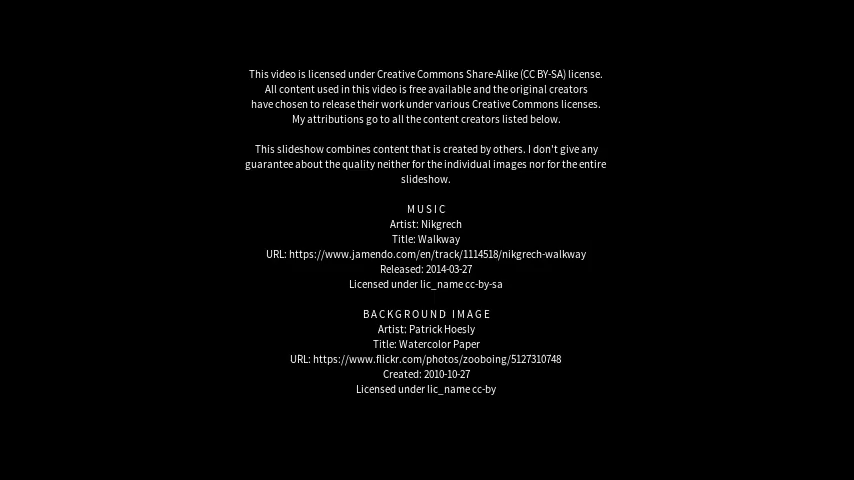 This video is licensed under Creative Commons Share-Alike (CC BY-SA) license.
All content used in this video is free available and the original creators
have chosen to release their work under various Creative Commons licenses.
My attributions go to all the content creators listed below.
This slideshow combines content that is created by others. I don't give any
guarantee about the quality neither for the individual images nor for the entire
slideshow.
MUSIC
Artist: Nikgrech
Title: Walkway
URL: https://www.jamendo.com/en/track/1114518/nikgrech-walkway
Released: 2014-03-27
Licensed under lic_name cc-by-sa
BACKGROUND IMAGE
Artist: Patrick Hoesly
Title: Watercolor Paper
URL: https://www.flickr.com/photos/zooboing/5127310748
Created: 2010-10-27
Licensed under lic_name cc-by